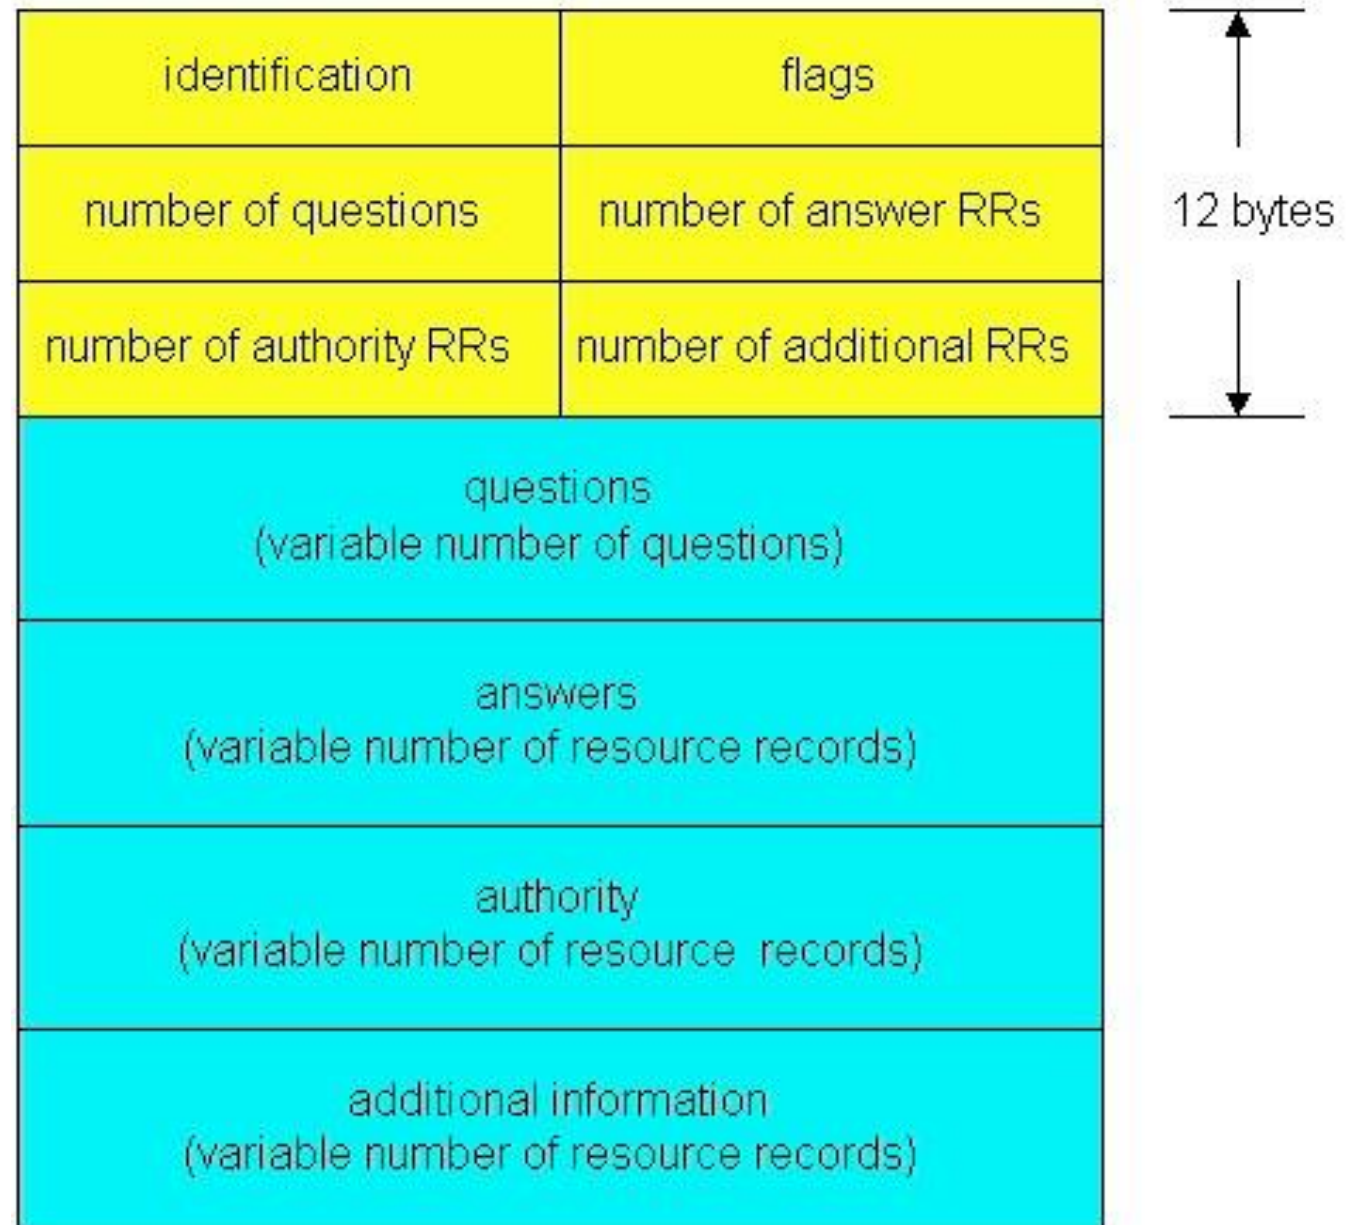 identification
flags
number of questions
number of answer RRs
12 bytes
number of authority RRs
number of additional RRs
questions
(variable number of questions)
answers
(variable number of resource records)
authority
(variable number of resource records)
additional information
(variable number of resource records)